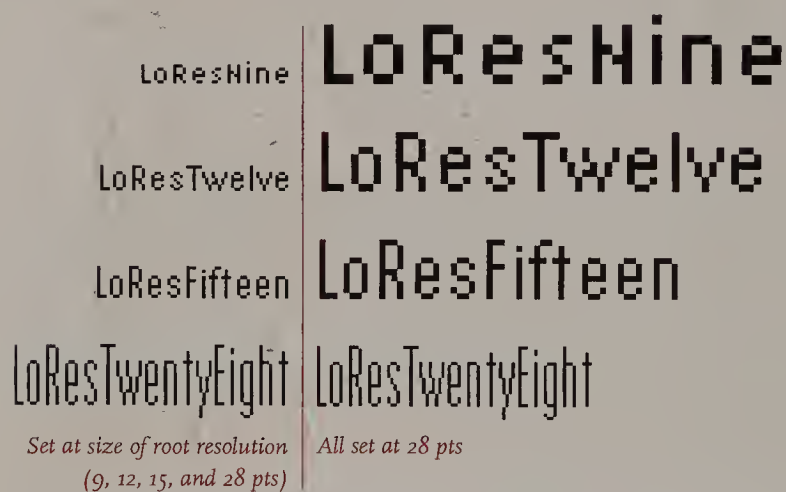 LoResNine
LoResNine
LoResTwelve
LoResTwelve
LoResFifteen
LoResFifteen
LoResTwentyEight
LoResTwentyEight
Set at size of root resolution
(9, 12, 15, and 28 pts)
All set at 28 pts